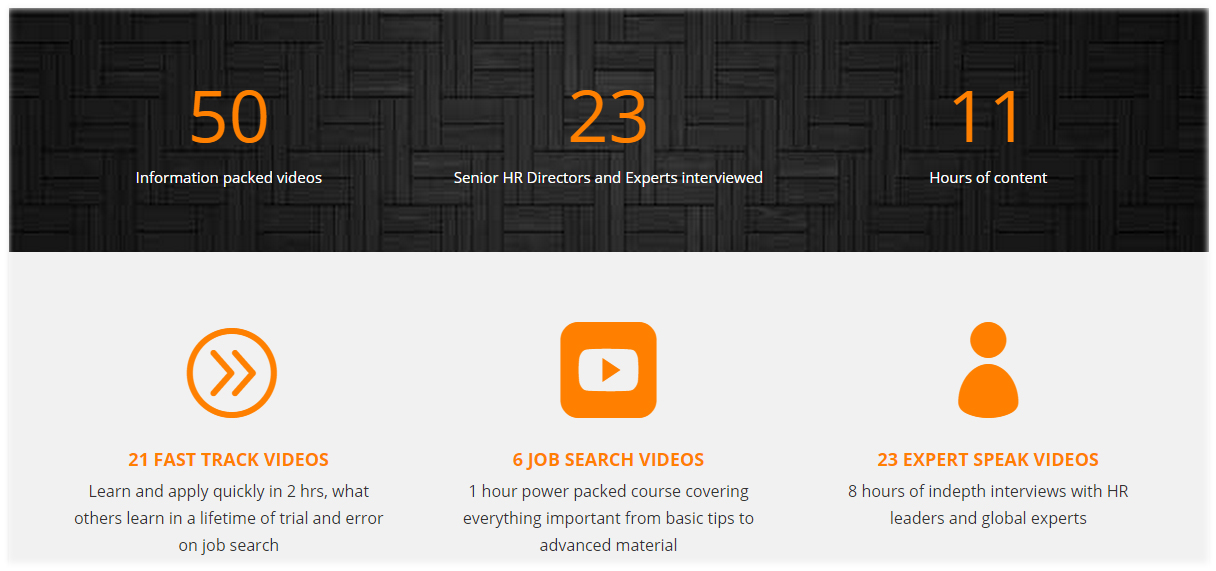 50
23
11
Information packed videos
Senior HR Directors and Experts interviewed
Hours of content
21 FAST TRACK VIDEOS
Learn and apply quickly in 2 hrs, what
others learn in a lifetime of trial and error
on job search
6 JOB SEARCH VIDEOS
1 hour power packed course covering
everything important from basic tips to
advanced material
23 EXPERT SPEAK VIDEOS
8 hours of indepth interviews with HR
leaders and global experts